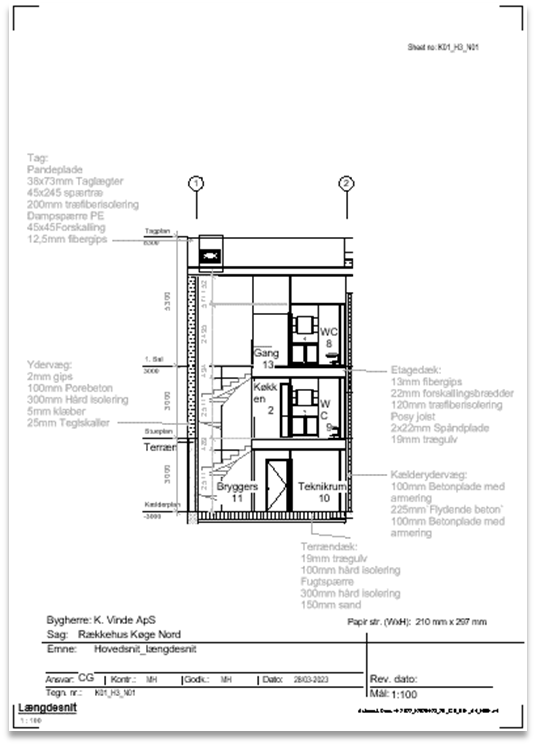 Sheet no: K01_H3_N01
Tag:
Pandeplade
38x73mm Taglægter
45x245 spærtræ
200mm træfiberisolering
Dampspærre PE
45x45Forskalling
12,5mm fibergips
1
2
Tagplan
6300
3300
WC
8
Gang
13
1. Sal
3000
Ydervæg:
2mm gips
100mm Porebeton
300mm Hård isolering
5mm klæber
25mm Teglskaller
Etagedæk:
13mm fibergips
22mm forskallingsbrædder
120mm træfiberisolering
Posy joist
2x22mm Spåndplade
19mm trægulv
Køkk
en
2
W
C
9
3000
Stueplan
Terræn
Kælderydervæg:
100mm Betonplade med
armering
225mm`Flydende beton`
100mm Betonplade med
armering
3000
Bryggers
11
Teknikrum
10
Kælderplan
-3000
Terrændæk:
19mm trægulv
100mm hård isolering
Fugtspærre
300mm hård isolering
150mm sand
Bygherre: K. Vinde ApS
Papir str. (WxH): 210 mm x 297 mm
Sag: Rækkehus Køge Nord
Emne: Hovedsnit_længdesnit
Ansvar: CG Kontr.: MH Godk.: MH Dato: 28/03-2023
Rev. dato:
Tegn. nr.: K01_H3_N01
Mål: 1:100
Længdesnit
1 : 100